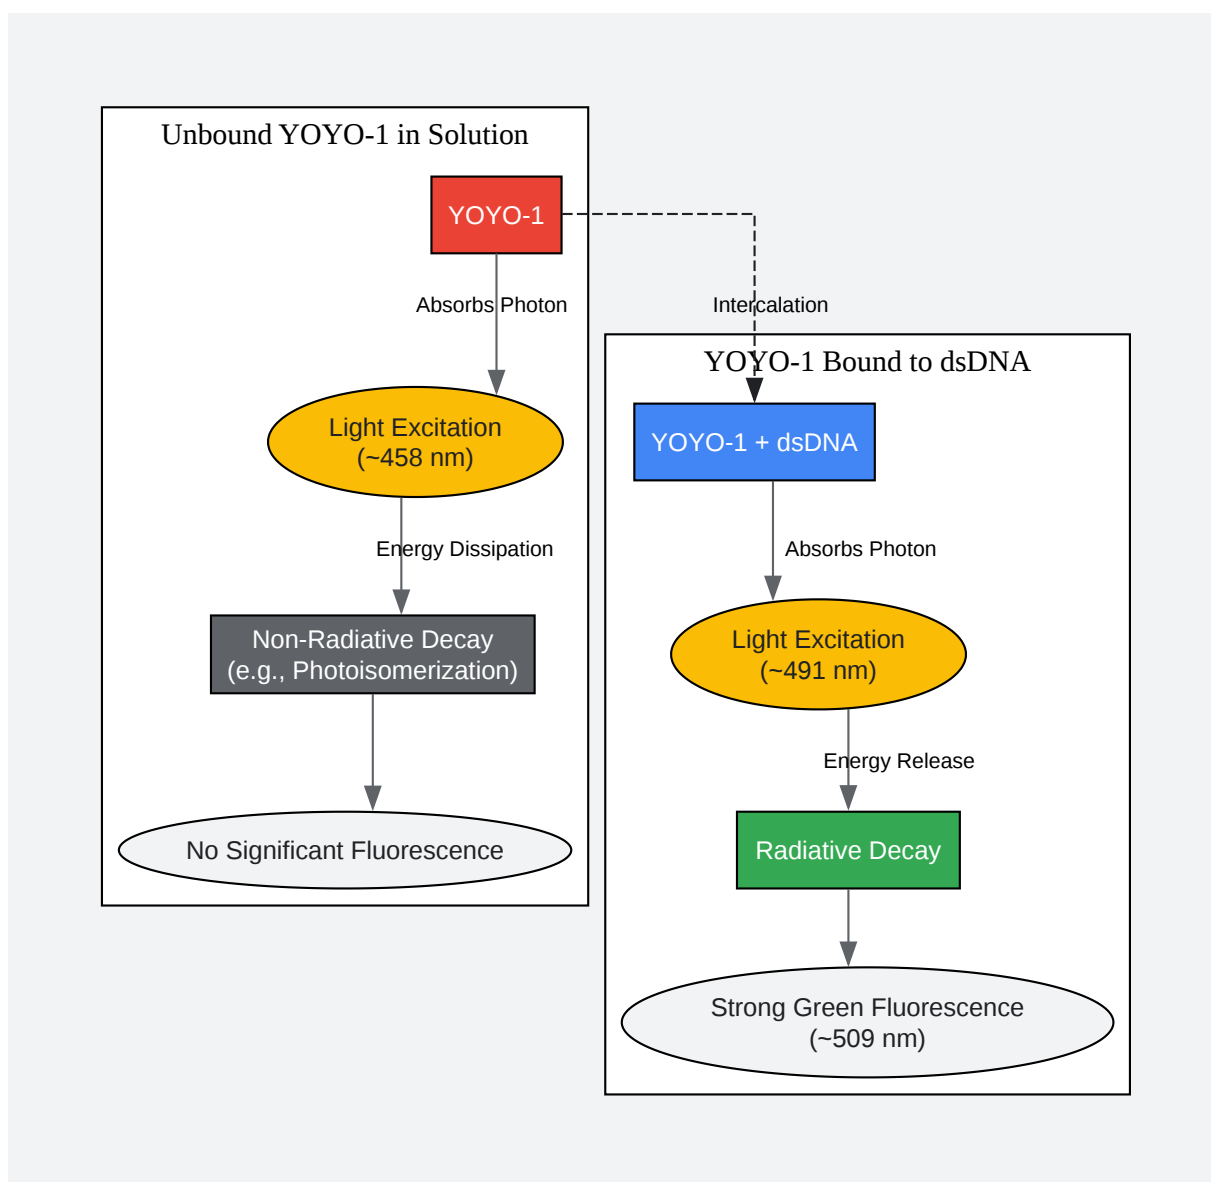 Unbound YOYO-1 in Solution
YOYO-1
Absorbs Photon
Light Excitation
(~458 nm)
Energy Dissipation
Non-Radiative Decay
(e.g., Photoisomerization)
No Significant Fluorescence
Intercalation
YOYO-1 Bound to dsDNA
YOYO-1 + dsDNA
Absorbs Photon
Light Excitation
(~491 nm)
Energy Release
Radiative Decay
Strong Green Fluorescence
(~509 nm)